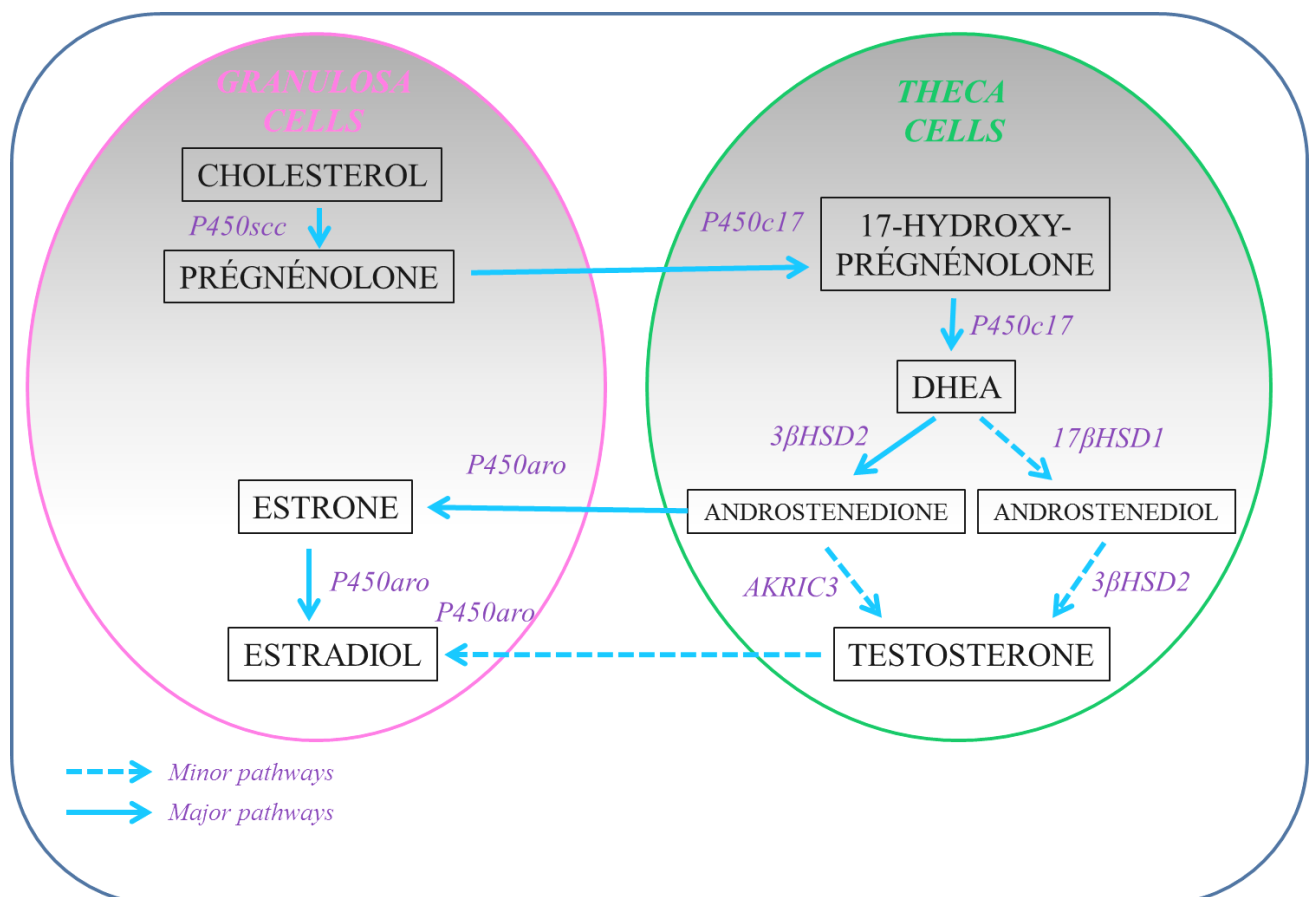 GRANULOSA
CELLS
CHOLESTEROL
P450scc
PRÉGNÉNOLONE
THECA
CELLS
P450c17
17-HYDROXY-
PRÉGNÉNOLONE
P450c17
DHEA
3βHSD2
17βHSD1
P450aro
ESTRONE
ANDROSTENEDIONE
ANDROSTENEDIOL
P450aro
P450aro
AKRIC3
3βHSD2
ESTRADIOL
TESTOSTERONE
Minor pathways
Major pathways